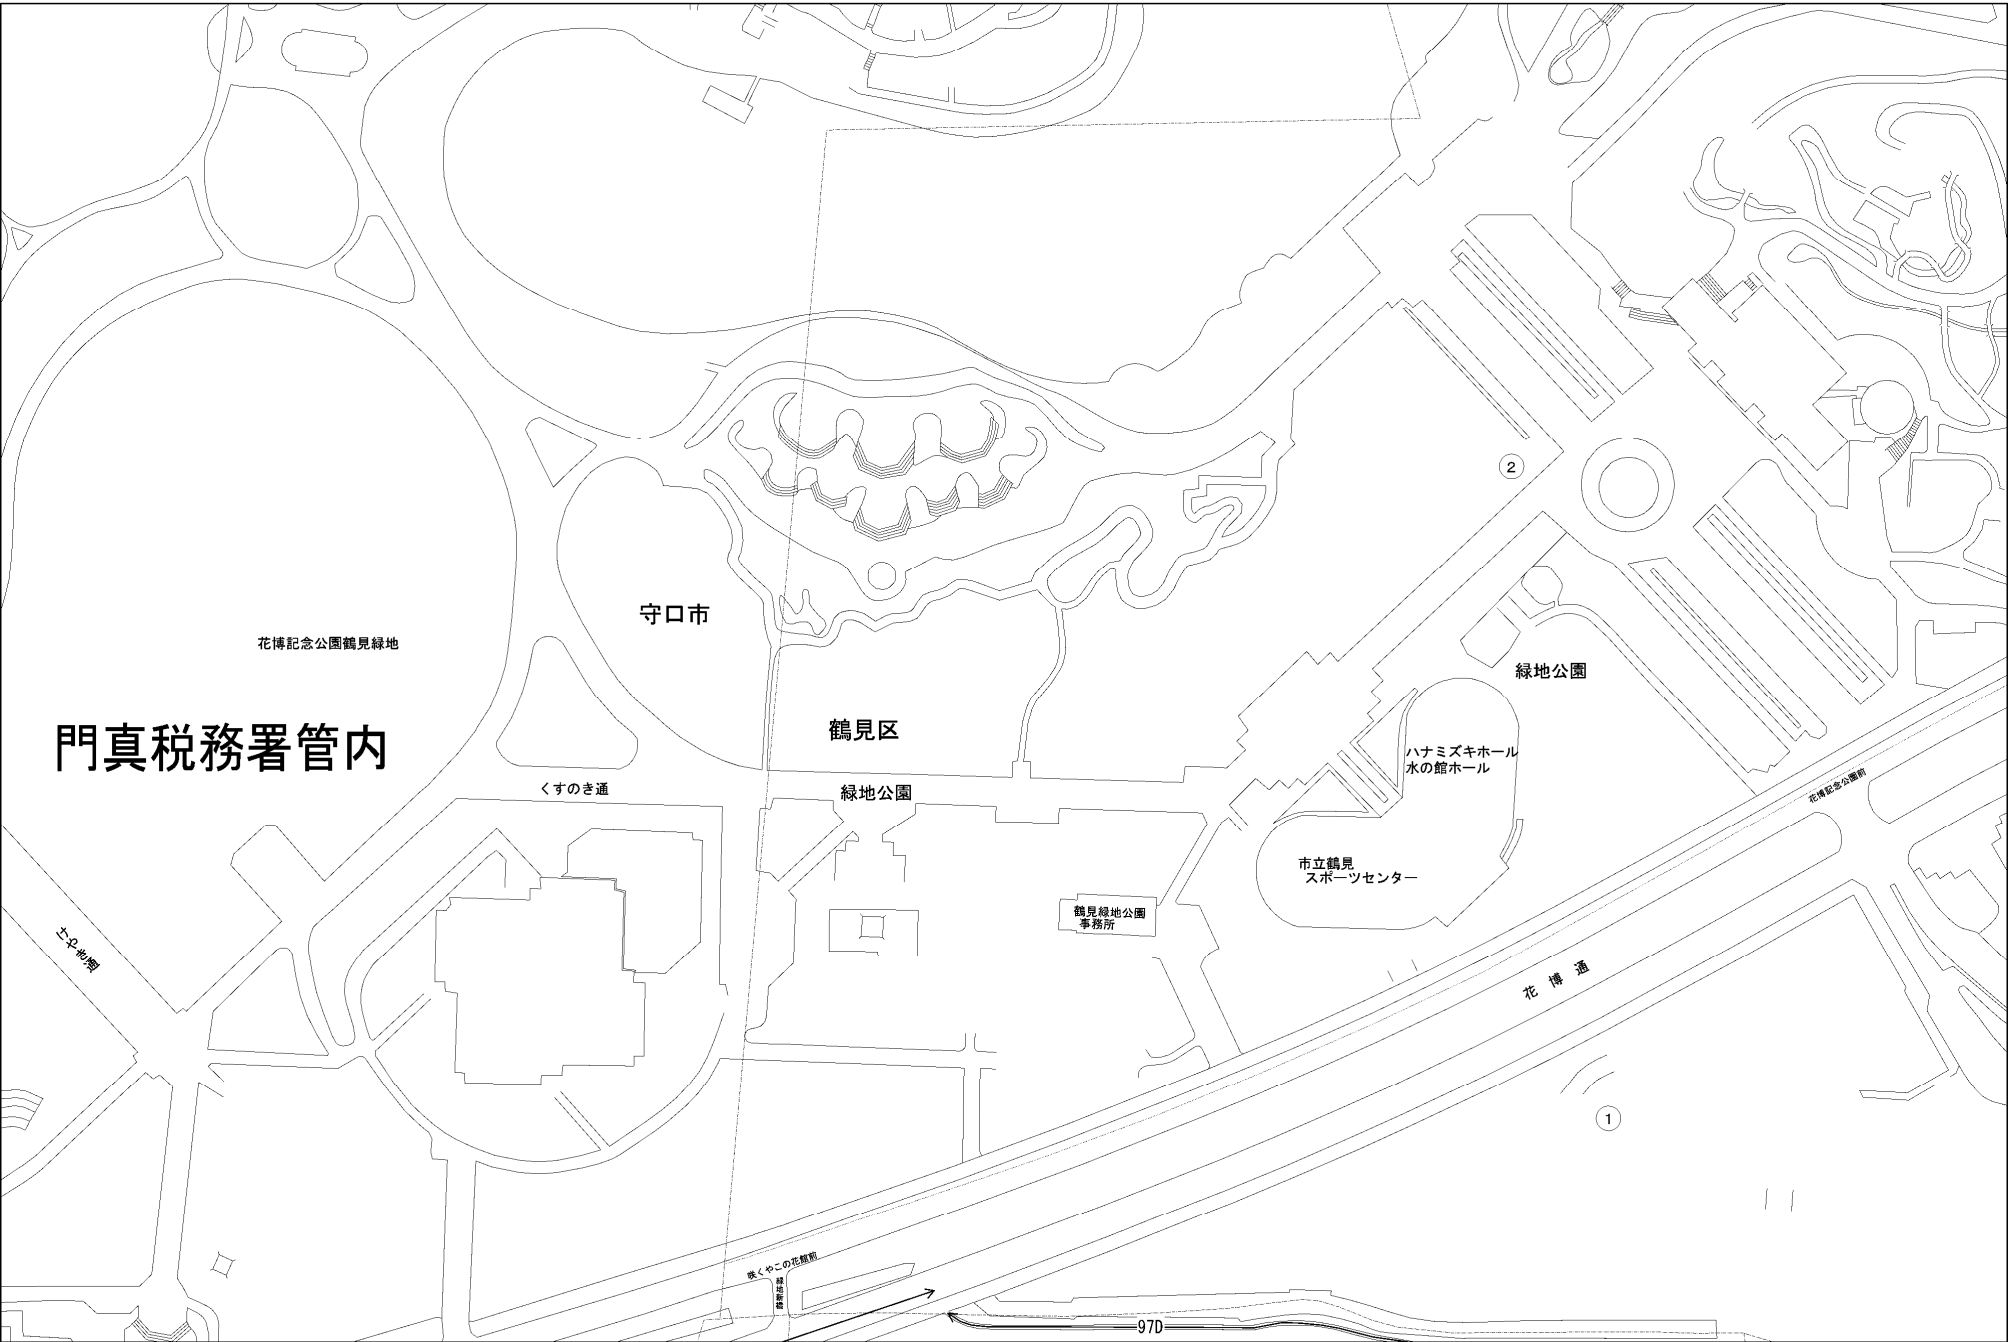 ②
守口市
花博記念公園鶴見緑地
緑地公園
門真税務署管内
鶴見区
ハナミズキホール
水の館ホール
くすのき通
緑地公園
花博記念公園前
市立鶴見
スポーツセンター
鶴見緑地公園
事務所
けやき通
花博通
①
咲くやこの花館前
緑地新橋
97D